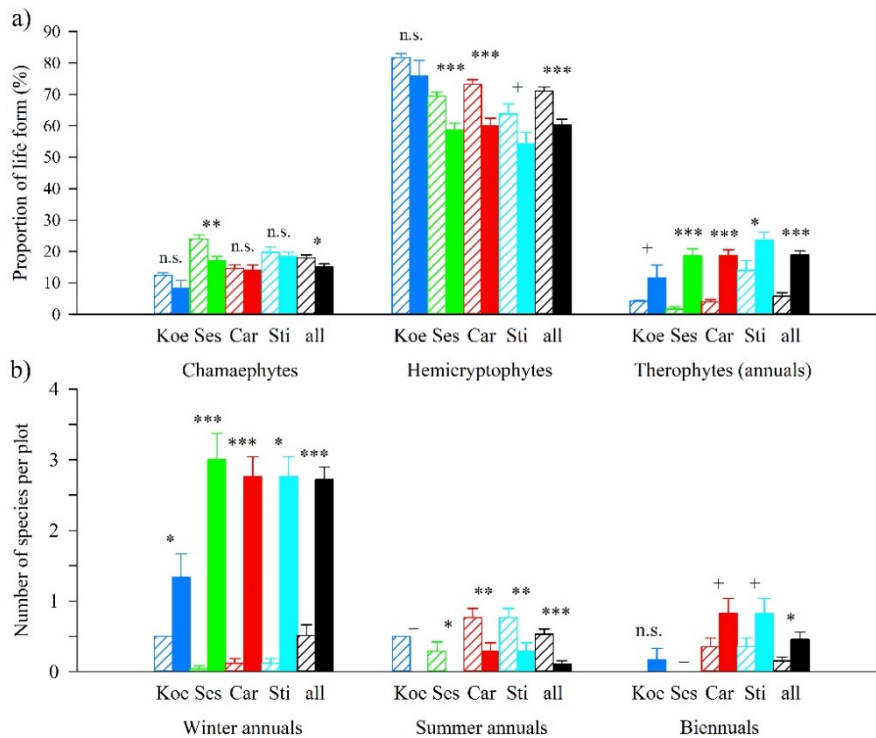 a)
Proportion of life form (%)
90
80
70
60
50
40
30
20
10
0
n.s. ** n.s. n.s. *
n.s. *** *** + ***
+ *** *** * ***
Koe Ses Car Sti all
Koe Ses Car Sti all
Koe Ses Car Sti all
Chamaephytes
Hemicryptophytes
Therophytes (annuals)
b)
Number of species per plot
4
3
2
1
0
* *** *** * ***
– * ** ** ***
n.s. – + + *
Koe Ses Car Sti all
Koe Ses Car Sti all
Koe Ses Car Sti all
Winter annuals
Summer annuals
Biennuals